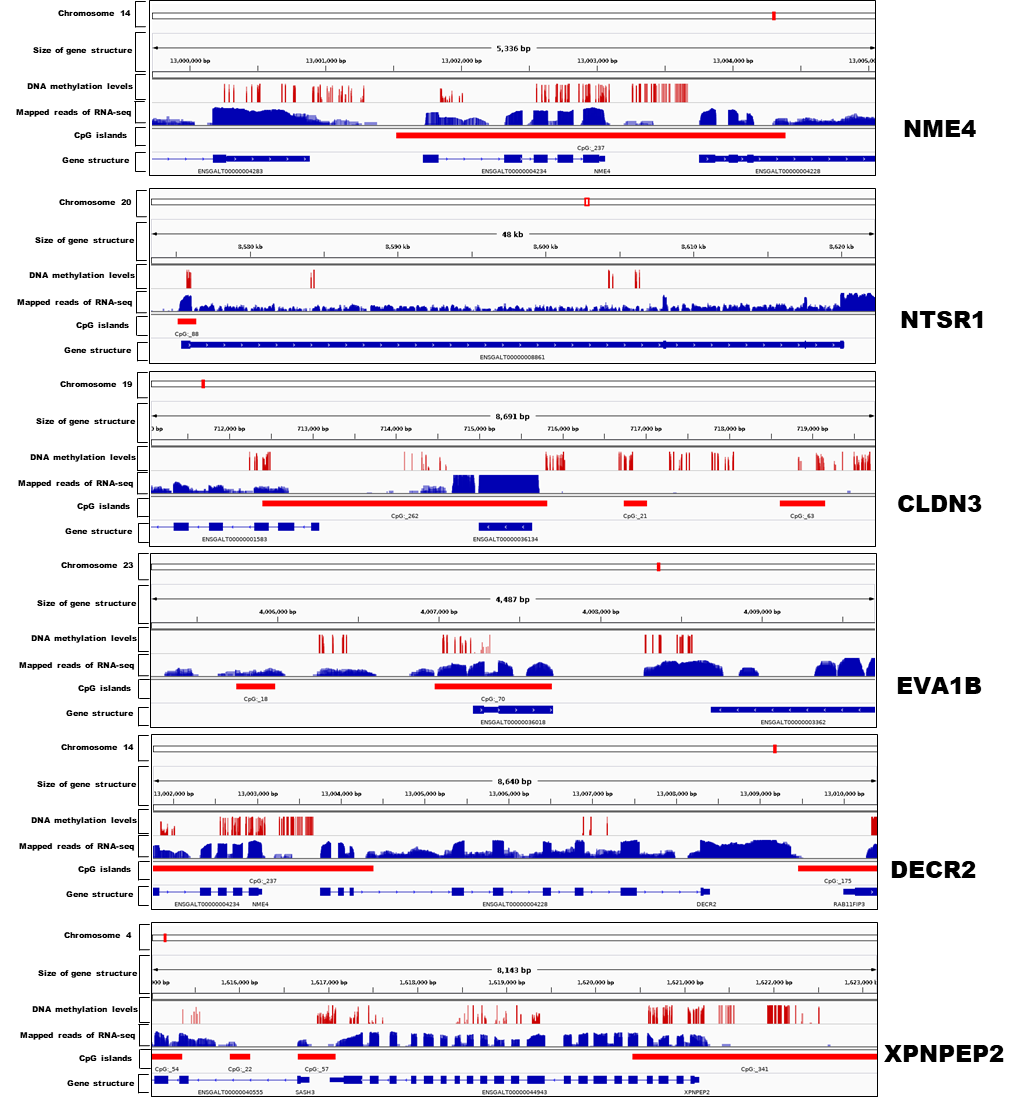 Chromosome 14
Size of gene structure
5,336 bp
13,000,000 bp 13,001,000 bp 13,002,000 bp 13,003,000 bp 13,004,000 bp 13,005,
DNA methylation levels
Mapped reads of RNA-seq
CpG islands
CpG:_237
Gene structure
ENSGALT00000004283 ENSGALT00000004234 NME4 ENSGALT00000004228
NME4
Chromosome 20
Size of gene structure
48 kb
8,580 kb 8,590 kb 8,600 kb 8,610 kb 8,620 kb
DNA methylation levels
Mapped reads of RNA-seq
CpG islands
CpG:_88
Gene structure
ENSGALT00000008861
NTSR1
Chromosome 19
Size of gene structure
8,691 bp
bp 712,000 bp 713,000 bp 714,000 bp 715,000 bp 716,000 bp 717,000 bp 718,000 bp 719,000 bp
DNA methylation levels
Mapped reads of RNA-seq
CpG islands
CpG:_262 CpG:_21 CpG:_63
Gene structure
ENSGALT00000001583 ENSGALT00000036134
CLDN3
Chromosome 23
Size of gene structure
4,487 bp
4,006,000 bp 4,007,000 bp 4,008,000 bp 4,009,000 bp
DNA methylation levels
Mapped reads of RNA-seq
CpG islands
CpG:_18 CpG:_70
Gene structure
ENSGALT00000036018 ENSGALT00000003362
EVA1B
Chromosome 14
Size of gene structure
8,640 bp
13,002,000 bp 13,003,000 bp 13,004,000 bp 13,005,000 bp 13,006,000 bp 13,007,000 bp 13,008,000 bp 13,009,000 bp 13,010,000 bp
DNA methylation levels
Mapped reads of RNA-seq
CpG islands
CpG:_237 CpG:_175
Gene structure
ENSGALT00000004234 NME4 ENSGALT00000004228 DECR2 RAB11FIP3
DECR2
Chromosome 4
Size of gene structure
8,143 bp
00 bp 1,616,000 bp 1,617,000 bp 1,618,000 bp 1,619,000 bp 1,620,000 bp 1,621,000 bp 1,622,000 bp 1,623,000 l
DNA methylation levels
Mapped reads of RNA-seq
CpG islands
CpG:_54 CpG:_22 CpG:_57 CpG:_341
Gene structure
ENSGALT00000040555 SASH3 ENSGALT00000044943 XPNPEP2
XPNPEP2